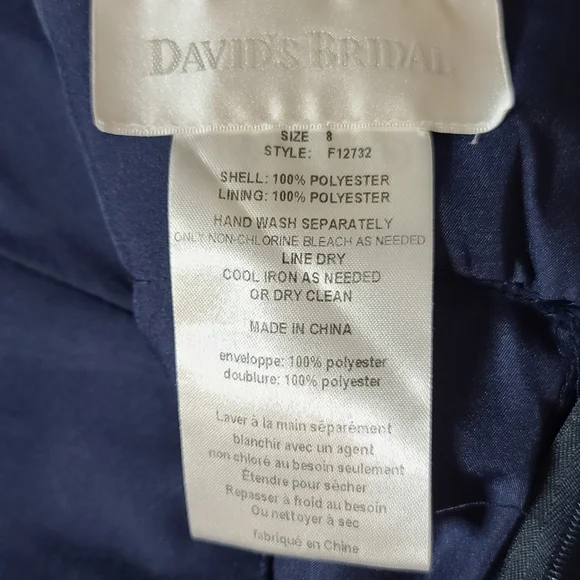 DAVID'S BRIDAL
SIZE 8
STYLE: F12732
SHELL: 100% POLYESTER
LINING: 100% POLYESTER
HAND WASH SEPARATELY
ONLY NON-CHLORINE BLEACH AS NEEDED
LINE DRY
COOL IRON AS NEEDED
OR DRY CLEAN
MADE IN CHINA
enveloppe: 100% polyester
doublure: 100% polyester
Laver à la main séparément
blanchir avec un agent
non chloré au besoin seulement
Étendre pour sécher
Repasser à froid au besoin
Ou nettoyer à sec
fabriqué en Chine